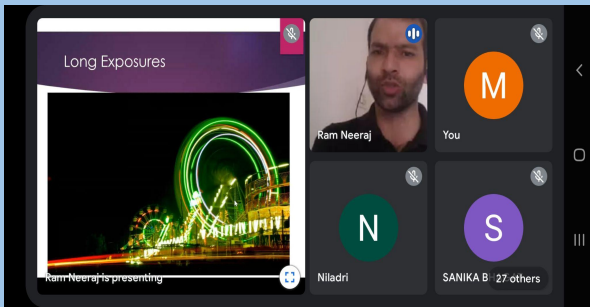 Long Exposures
Ram Neeraj is presenting
Ram Neeraj
M
You
N
Niladri
S
SANIKA B
27 others